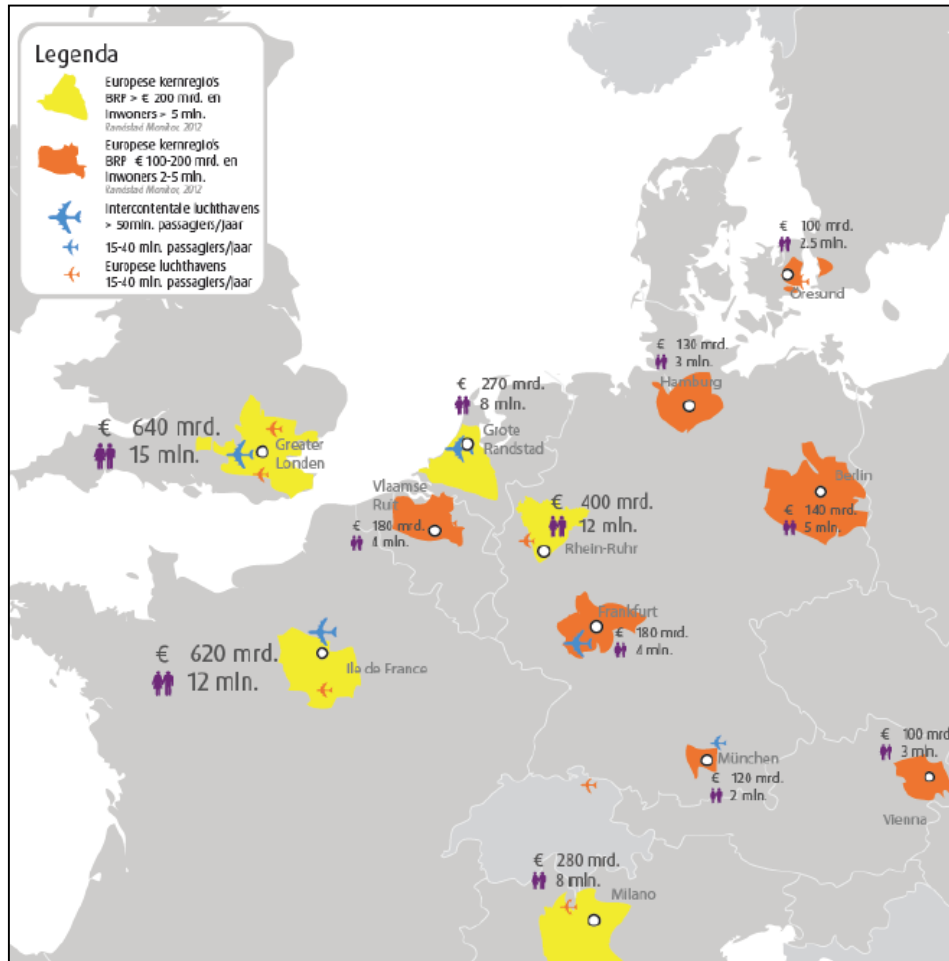 Legenda
Europese kernregio's
BRP > € 200 mrd. en
Inwoners > 5 mln.
Randstad Monitor, 2012
Europese kernregio's
BRP € 100-200 mrd. en
Inwoners 2-5 mln.
Randstad Monitor, 2012
Intercontentale luchthavens
> 50mln. passagiers/jaar
15-40 mln. passagiers/jaar
Europese luchthavens
15-40 mln. passagiers/jaar
€ 100 mrd.
2.5 mln.
Oresund
€ 130 mrd.
3 mln.
Hamburg
€ 270 mrd.
8 mln.
Grote
Randstad
€ 640 mrd.
15 mln.
Greater
Londen
Vlaamse
Ruit
€ 180 mrd.
4 mln.
€ 400 mrd.
12 mln.
Rhein-Ruhr
Berlin
€ 140 mrd.
5 mln.
Frankfurt
€ 180 mrd.
4 mln.
€ 620 mrd.
12 mln.
Ile de France
München
€ 120 mrd.
2 mln.
€ 100 mrd
3 mln.
Vienna
€ 280 mrd.
8 mln.
Milano